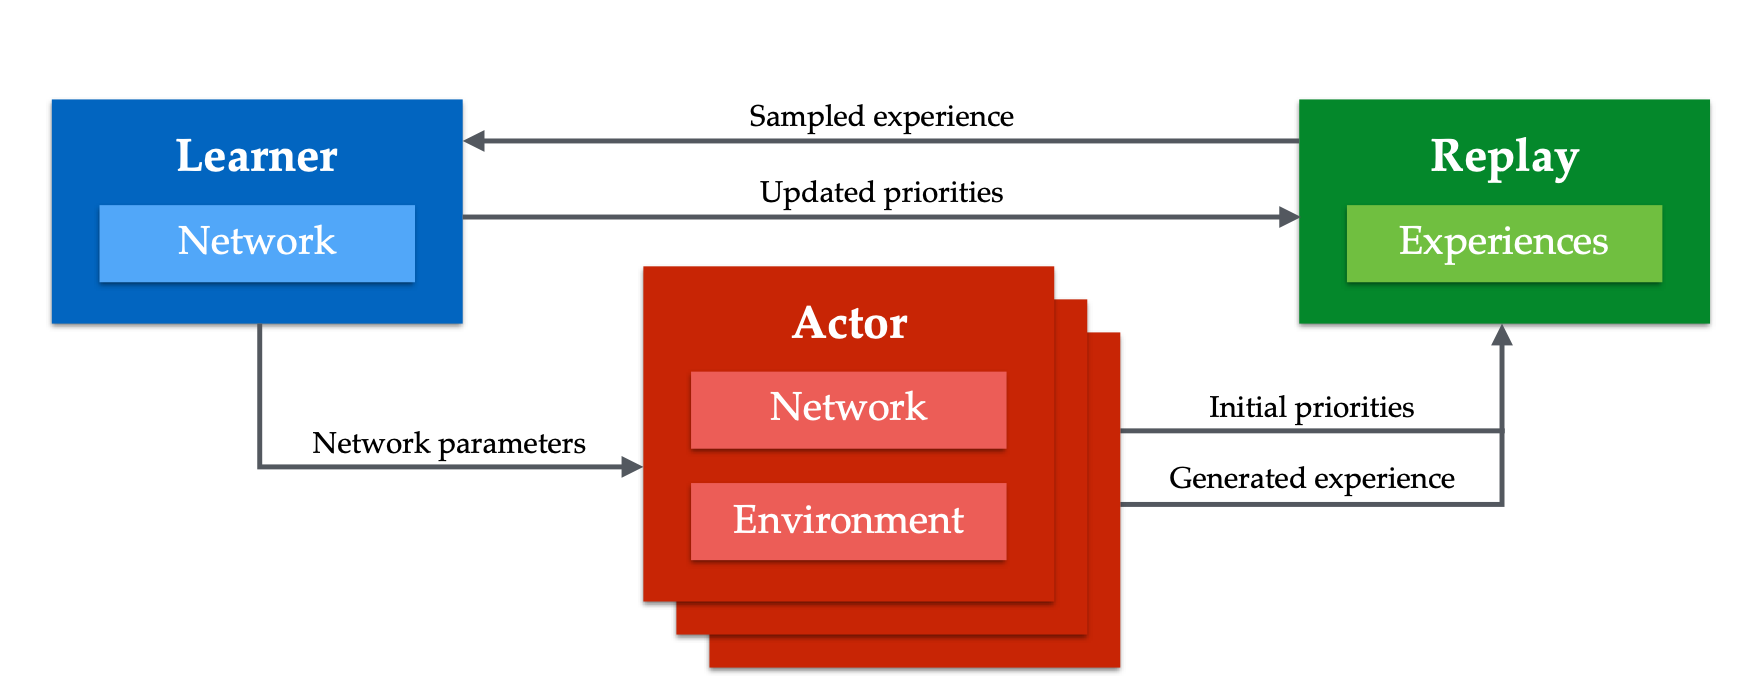 Sampled experience
Learner
Replay
Updated priorities
Network
Experiences
Actor
Network
Initial priorities
Network parameters
Generated experience
Environment